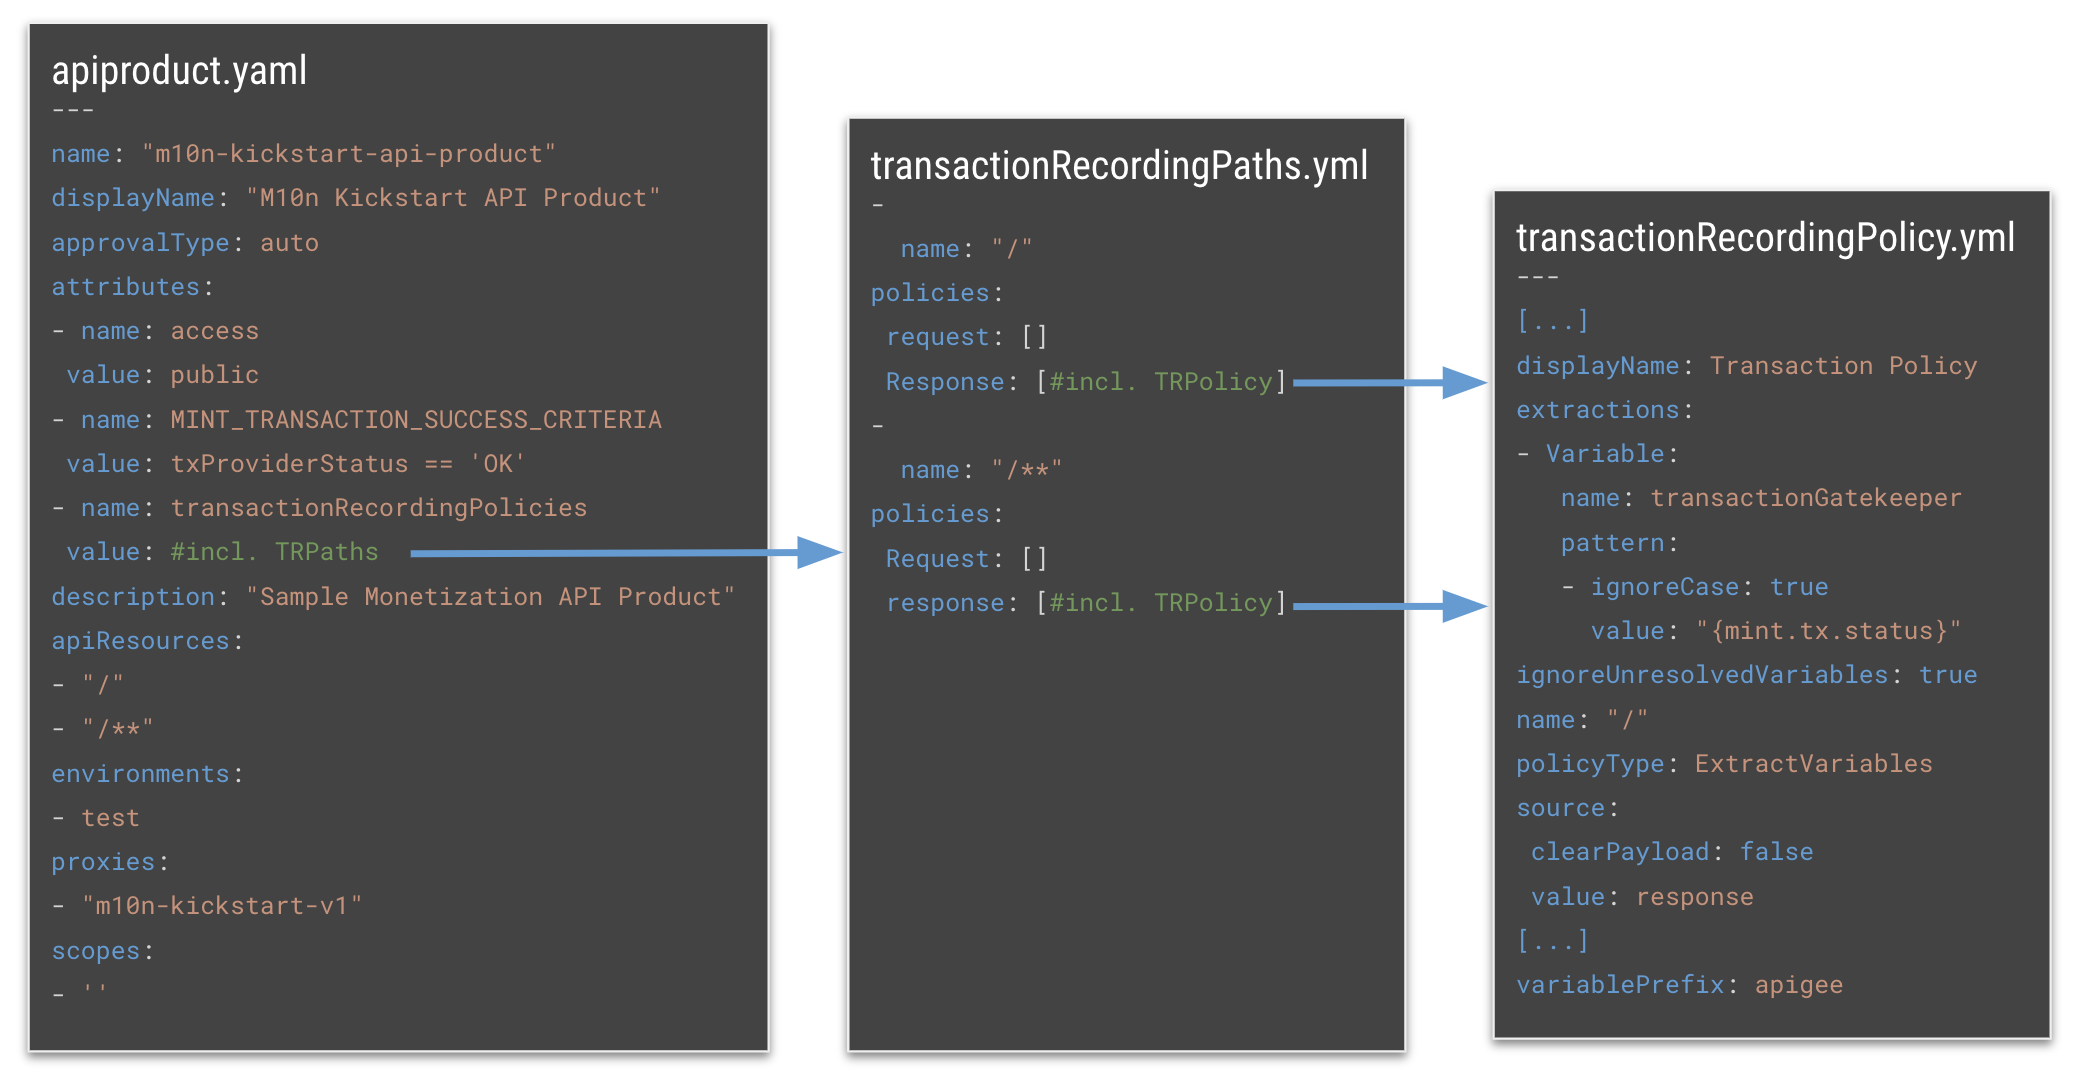 apiproduct.yaml
---
name: "m10n-kickstart-api-product"
displayName: "M10n Kickstart API Product"
approvalType: auto
attributes:
- name: access
 value: public
- name: MINT_TRANSACTION_SUCCESS_CRITERIA
 value: txProviderStatus == 'OK'
- name: transactionRecordingPolicies
 value: #incl. TRPaths
description: "Sample Monetization API Product"
apiResources:
- "/"
- "/**"
environments:
- test
proxies:
- "m10n-kickstart-v1"
scopes:
- ''
transactionRecordingPaths.yml
-
  name: "/"
policies:
 request: []
 Response: [#incl. TRPolicy]
-
  name: "/**"
policies:
 Request: []
 response: [#incl. TRPolicy]
transactionRecordingPolicy.yml
---
[...]
displayName: Transaction Policy
extractions:
- Variable:
   name: transactionGatekeeper
   pattern:
   - ignoreCase: true
     value: "{mint.tx.status}"
ignoreUnresolvedVariables: true
name: "/"
policyType: ExtractVariables
source:
 clearPayload: false
 value: response
[...]
variablePrefix: apigee